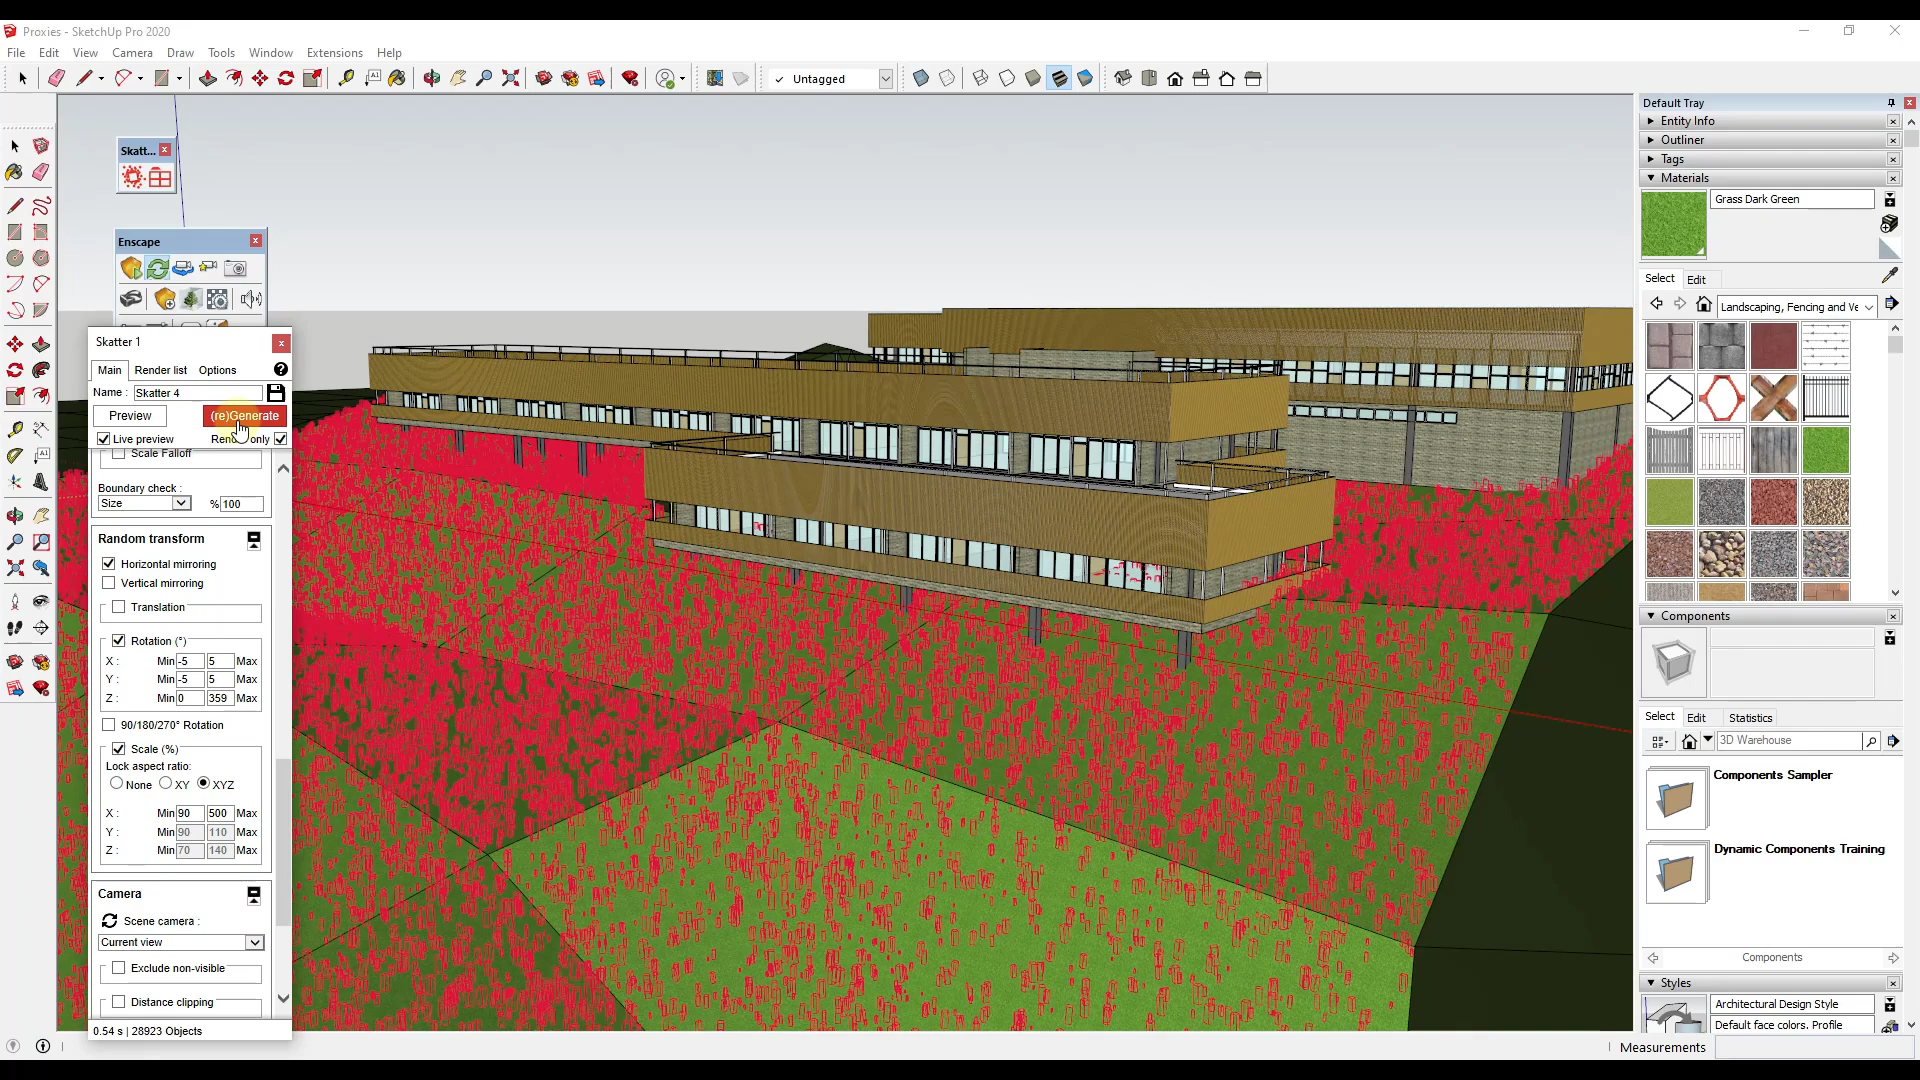 Proxies - SketchUp Pro 2020
File Edit View Camera Draw Tools Window Extensions Help
Untagged
Default Tray
Entity Info
Outliner
Tags
Materials
Grass Dark Green
Select Edit
Landscaping, Fencing and Ve
Components
Select Edit Statistics
3D Warehouse
Components Sampler
Dynamic Components Training
Components
Styles
Architectural Design Style
Default face colors. Profile
Measurements
Skatt...
Enscape
Skatter 1
Main Render list Options
Name : Skatter 4
Preview (re)Generate
Live preview Render only
Scale Falloff
Boundary check :
Size % 100
Random transform
Horizontal mirroring
Vertical mirroring
Translation
Rotation (°)
X : Min -5 5 Max
Y : Min -5 5 Max
Z : Min 0 359 Max
90/180/270° Rotation
Scale (%)
Lock aspect ratio:
None XY XYZ
X : Min 90 500 Max
Y : Min 90 110 Max
Z : Min 70 140 Max
Camera
Scene camera :
Current view
Exclude non-visible
Distance clipping
0.54 s | 28923 Objects